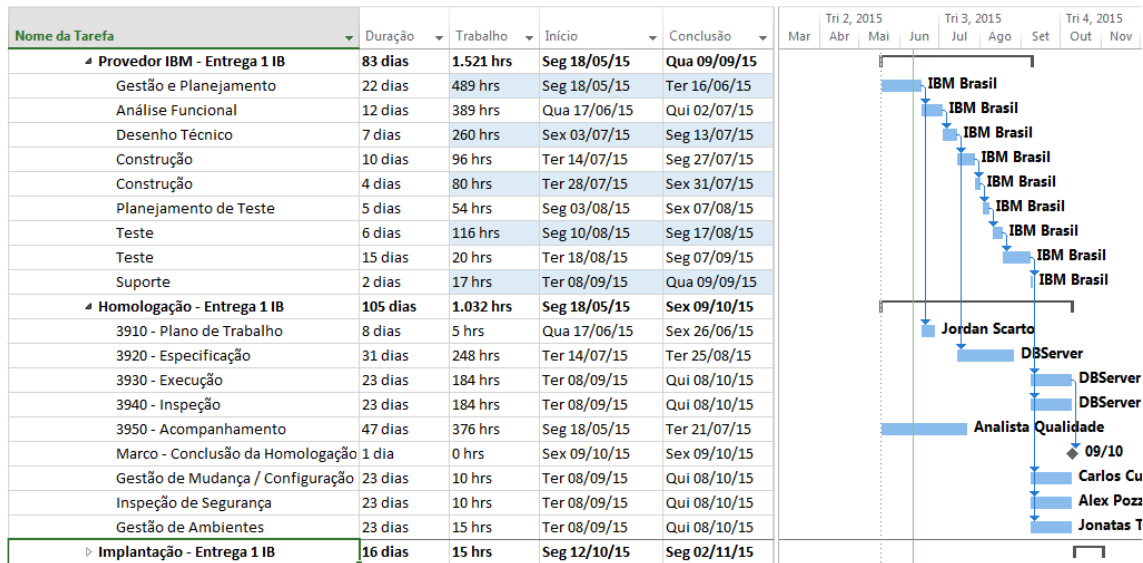 Tri 2, 2015 Tri 3, 2015 Tri 4, 2015
Nome da Tarefa Duração Trabalho Início Conclusão Mar Abr Mai Jun Jul Ago Set Out Nov
Provedor IBM - Entrega 1 IB 83 dias 1.521 hrs Seg 18/05/15 Qua 09/09/15
Gestão e Planejamento 22 dias 489 hrs Seg 18/05/15 Ter 16/06/15 IBM Brasil
Análise Funcional 12 dias 389 hrs Qua 17/06/15 Qui 02/07/15 IBM Brasil
Desenho Técnico 7 dias 260 hrs Sex 03/07/15 Seg 13/07/15 IBM Brasil
Construção 10 dias 96 hrs Ter 14/07/15 Seg 27/07/15 IBM Brasil
Construção 4 dias 80 hrs Ter 28/07/15 Sex 31/07/15 IBM Brasil
Planejamento de Teste 5 dias 54 hrs Seg 03/08/15 Sex 07/08/15 IBM Brasil
Teste 6 dias 116 hrs Seg 10/08/15 Seg 17/08/15 IBM Brasil
Teste 15 dias 20 hrs Ter 18/08/15 Seg 07/09/15 IBM Brasil
Suporte 2 dias 17 hrs Ter 08/09/15 Qua 09/09/15 IBM Brasil
Homologação - Entrega 1 IB 105 dias 1.032 hrs Seg 18/05/15 Sex 09/10/15
3910 - Plano de Trabalho 8 dias 5 hrs Qua 17/06/15 Sex 26/06/15 Jordan Scarto
3920 - Especificação 31 dias 248 hrs Ter 14/07/15 Ter 25/08/15 DBServer
3930 - Execução 23 dias 184 hrs Ter 08/09/15 Qui 08/10/15 DBServer
3940 - Inspeção 23 dias 184 hrs Ter 08/09/15 Qui 08/10/15 DBServer
3950 - Acompanhamento 47 dias 376 hrs Seg 18/05/15 Ter 21/07/15 Analista Qualidade
Marco - Conclusão da Homologação 1 dia 0 hrs Sex 09/10/15 Sex 09/10/15 09/10
Gestão de Mudança / Configuração 23 dias 10 hrs Ter 08/09/15 Qui 08/10/15 Carlos Cu
Inspeção de Segurança 23 dias 10 hrs Ter 08/09/15 Qui 08/10/15 Alex Pozz
Gestão de Ambientes 23 dias 15 hrs Ter 08/09/15 Qui 08/10/15 Jonatas T
Implantação - Entrega 1 IB 16 dias 15 hrs Seg 12/10/15 Seg 02/11/15